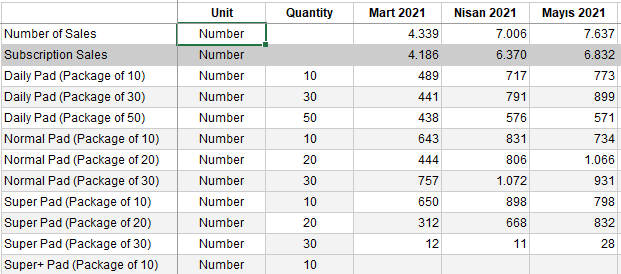 Unit Quantity Mart 2021 Nisan 2021 Mayıs 2021
Number of Sales Number 4.339 7.006 7.637
Subscription Sales Number 4.186 6.370 6.832
Daily Pad (Package of 10) Number 10 489 717 773
Daily Pad (Package of 30) Number 30 441 791 899
Daily Pad (Package of 50) Number 50 438 576 571
Normal Pad (Package of 10) Number 10 643 831 734
Normal Pad (Package of 20) Number 20 444 806 1.066
Normal Pad (Package of 30) Number 30 757 1.072 931
Super Pad (Package of 10) Number 10 650 898 798
Super Pad (Package of 20) Number 20 312 668 832
Super Pad (Package of 30) Number 30 12 11 28
Super+ Pad (Package of 10) Number 10